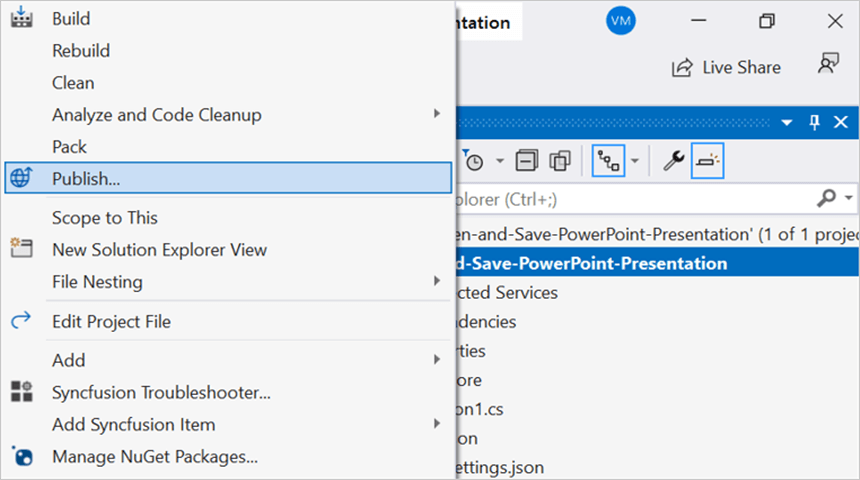 Build
Rebuild
Clean
Analyze and Code Cleanup
Pack
Publish...
Scope to This
New Solution Explorer View
File Nesting
Edit Project File
Add
Syncfusion Troubleshooter...
Add Syncfusion Item
Manage NuGet Packages...
ntation
VM
Live Share
plorer (Ctrl+;)
en-and-Save-PowerPoint-Presentation' (1 of 1 projec
d-Save-PowerPoint-Presentation
cted Services
ndencies
rties
ore
on1.cs
on
ettings.json